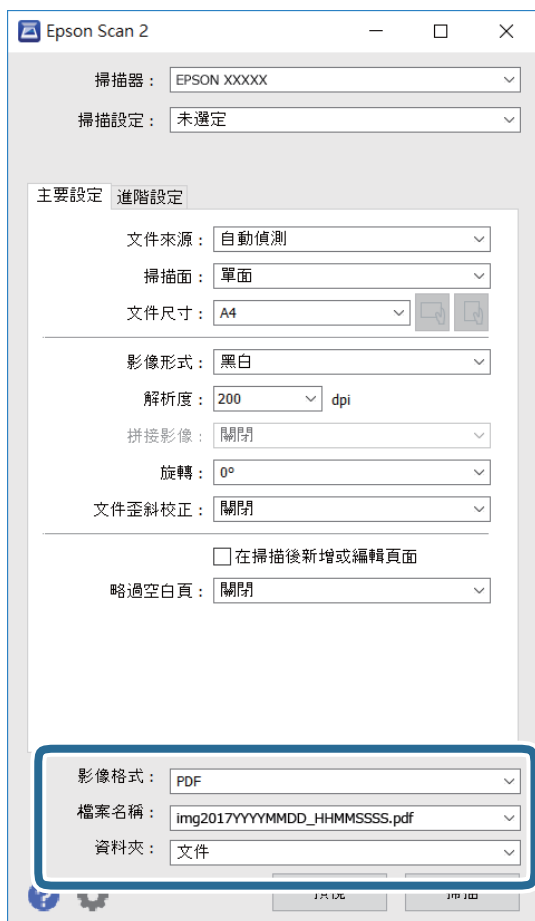 Epson Scan 2
掃描器： EPSON XXXXX
掃描設定： 未選定
主要設定 進階設定
文件來源： 自動偵測
掃描面： 單面
文件尺寸： A4
影像形式： 黑白
解析度： 200 dpi
拼接影像： 關閉
旋轉： 0°
文件歪斜校正： 關閉
在掃描後新增或編輯頁面
略過空白頁： 關閉
影像格式： PDF
檔案名稱： img2017YYYYMMDD_HHMMSSSS.pdf
資料夾： 文件